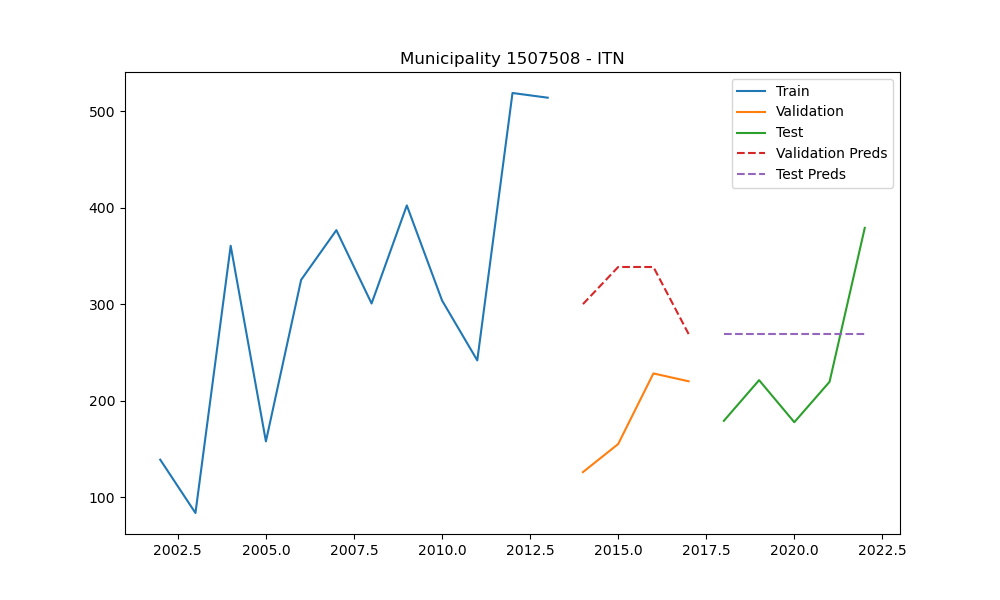 Municipality 1507508 - ITN
Train
Validation
Test
Validation Preds
Test Preds
500
400
300
200
100
2002.5 2005.0 2007.5 2010.0 2012.5 2015.0 2017.5 2020.0 2022.5